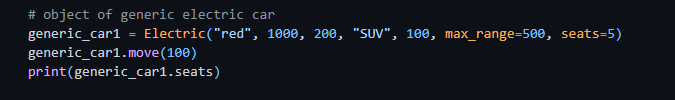 # object of generic electric car
generic_car1 = Electric("red", 1000, 200, "SUV", 100, max_range=500, seats=5)
generic_car1.move(100)
print(generic_car1.seats)